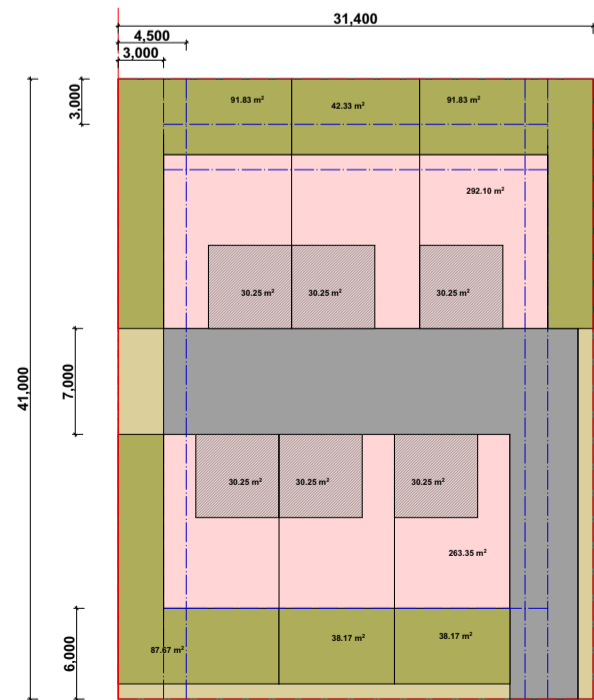 31,400
4,500
3,000
3,000
91.83 m²
42.33 m²
91.83 m²
292.10 m²
30.25 m²
30.25 m²
30.25 m²
41,000
7,000
30.25 m²
30.25 m²
30.25 m²
263.35 m²
6,000
87.67 m²
38.17 m²
38.17 m²